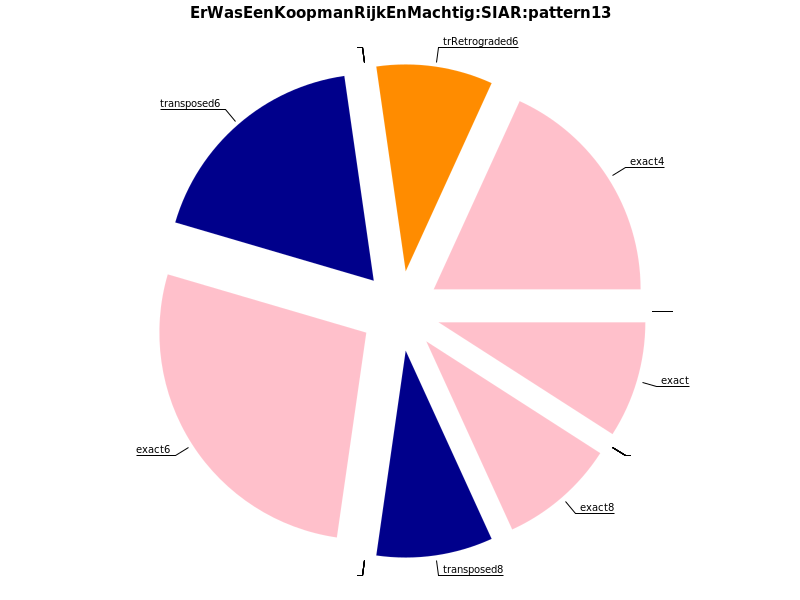 ErWasEenKoopmanRijkEnMachtig:SIAR:pattern13
trRetrograded6
transposed6
exact4
exact
exact6
exact8
transposed8